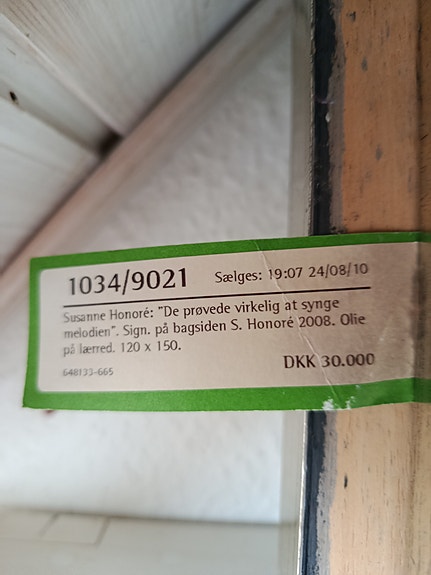 1034/9021 Sælges: 19:07 24/08/10
Susanne Honoré: "De prøvede virkelig at synge
melodien". Sign. på bagsiden S. Honoré 2008. Olie
på lærred. 120 x 150.
DKK 30.000
648133-665